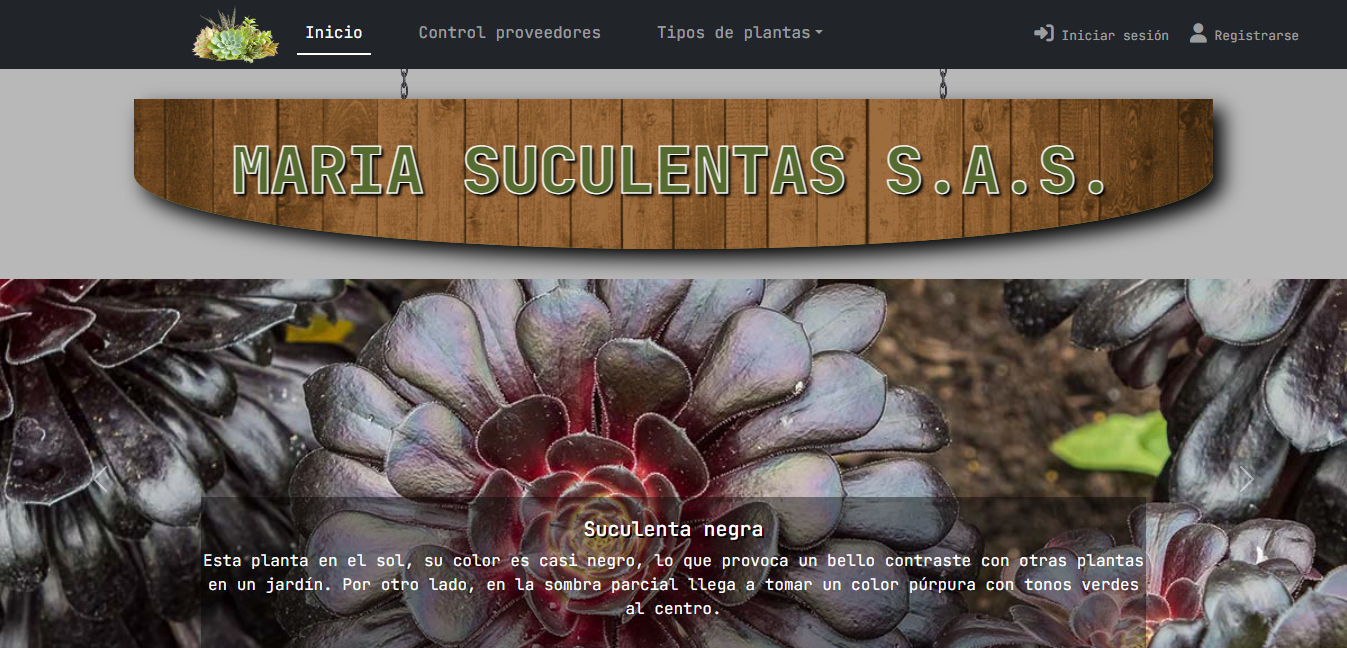 Inicio
Control proveedores
Tipos de plantas
Iniciar sesión
Registrarse
MARIA SUCULENTAS S.A.S.
Suculenta negra
Esta planta en el sol, su color es casi negro, lo que provoca un bello contraste con otras plantas
en un jardín. Por otro lado, en la sombra parcial llega a tomar un color púrpura con tonos verdes
al centro.